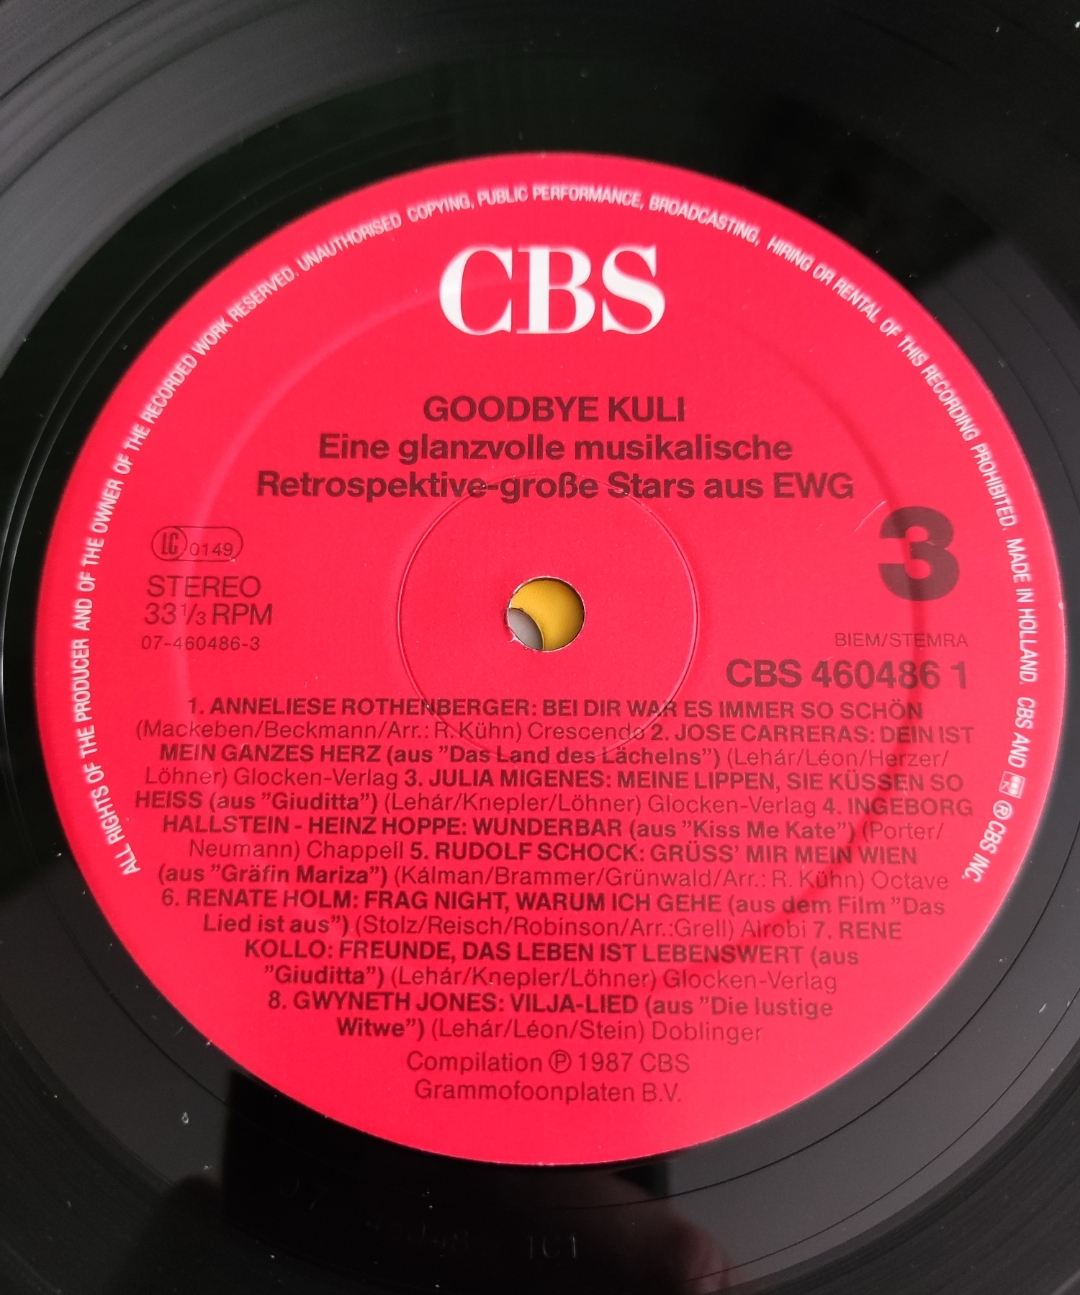 ALL RIGHTS OF THE PRODUCER AND OF THE OWNER OF THE RECORDED WORK RESERVED. UNAUTHORISED COPYING, PUBLIC PERFORMANCE, BROADCASTING, HIRING OR RENTAL OF THIS RECORDING PROHIBITED. MADE IN HOLLAND. CBS AND ® CBS INC.
CBS
GOODBYE KULI
Eine glanzvolle musikalische
Retrospektive-große Stars aus EWG
3
LC 0149
STEREO
33 1/3 RPM
07-460486-3
BIEM/STEMRA
CBS 460486 1
1. ANNELIESE ROTHENBERGER: BEI DIR WAR ES IMMER SO SCHÖN
(Mackeben/Beckmann/Arr.: R. Kühn) Crescendo 2. JOSE CARRERAS: DEIN IST
MEIN GANZES HERZ (aus ”Das Land des Lächelns”) (Lehár/Léon/Herzer/
Löhner) Glocken-Verlag 3. JULIA MIGENES: MEINE LIPPEN, SIE KÜSSEN SO
HEISS (aus ”Giuditta”) (Lehár/Knepler/Löhner) Glocken-Verlag 4. INGEBORG
HALLSTEIN - HEINZ HOPPE: WUNDERBAR (aus ”Kiss Me Kate”) (Porter/
Neumann) Chappell 5. RUDOLF SCHOCK: GRÜSS’ MIR MEIN WIEN
(aus ”Gräfin Mariza”) (Kálman/Brammer/Grünwald/Arr.: R. Kühn) Octave
6. RENATE HOLM: FRAG NIGHT, WARUM ICH GEHE (aus dem Film ”Das
Lied ist aus”) (Stolz/Reisch/Robinson/Arr.:Grell) Alrobi 7. RENE
KOLLO: FREUNDE, DAS LEBEN IST LEBENSWERT (aus
”Giuditta”) (Lehár/Knepler/Löhner) Glocken-Verlag
8. GWYNETH JONES: VILJA-LIED (aus ”Die lustige
Witwe”) (Lehár/Léon/Stein) Doblinger
Compilation ℗ 1987 CBS
Grammofoonplaten B.V.